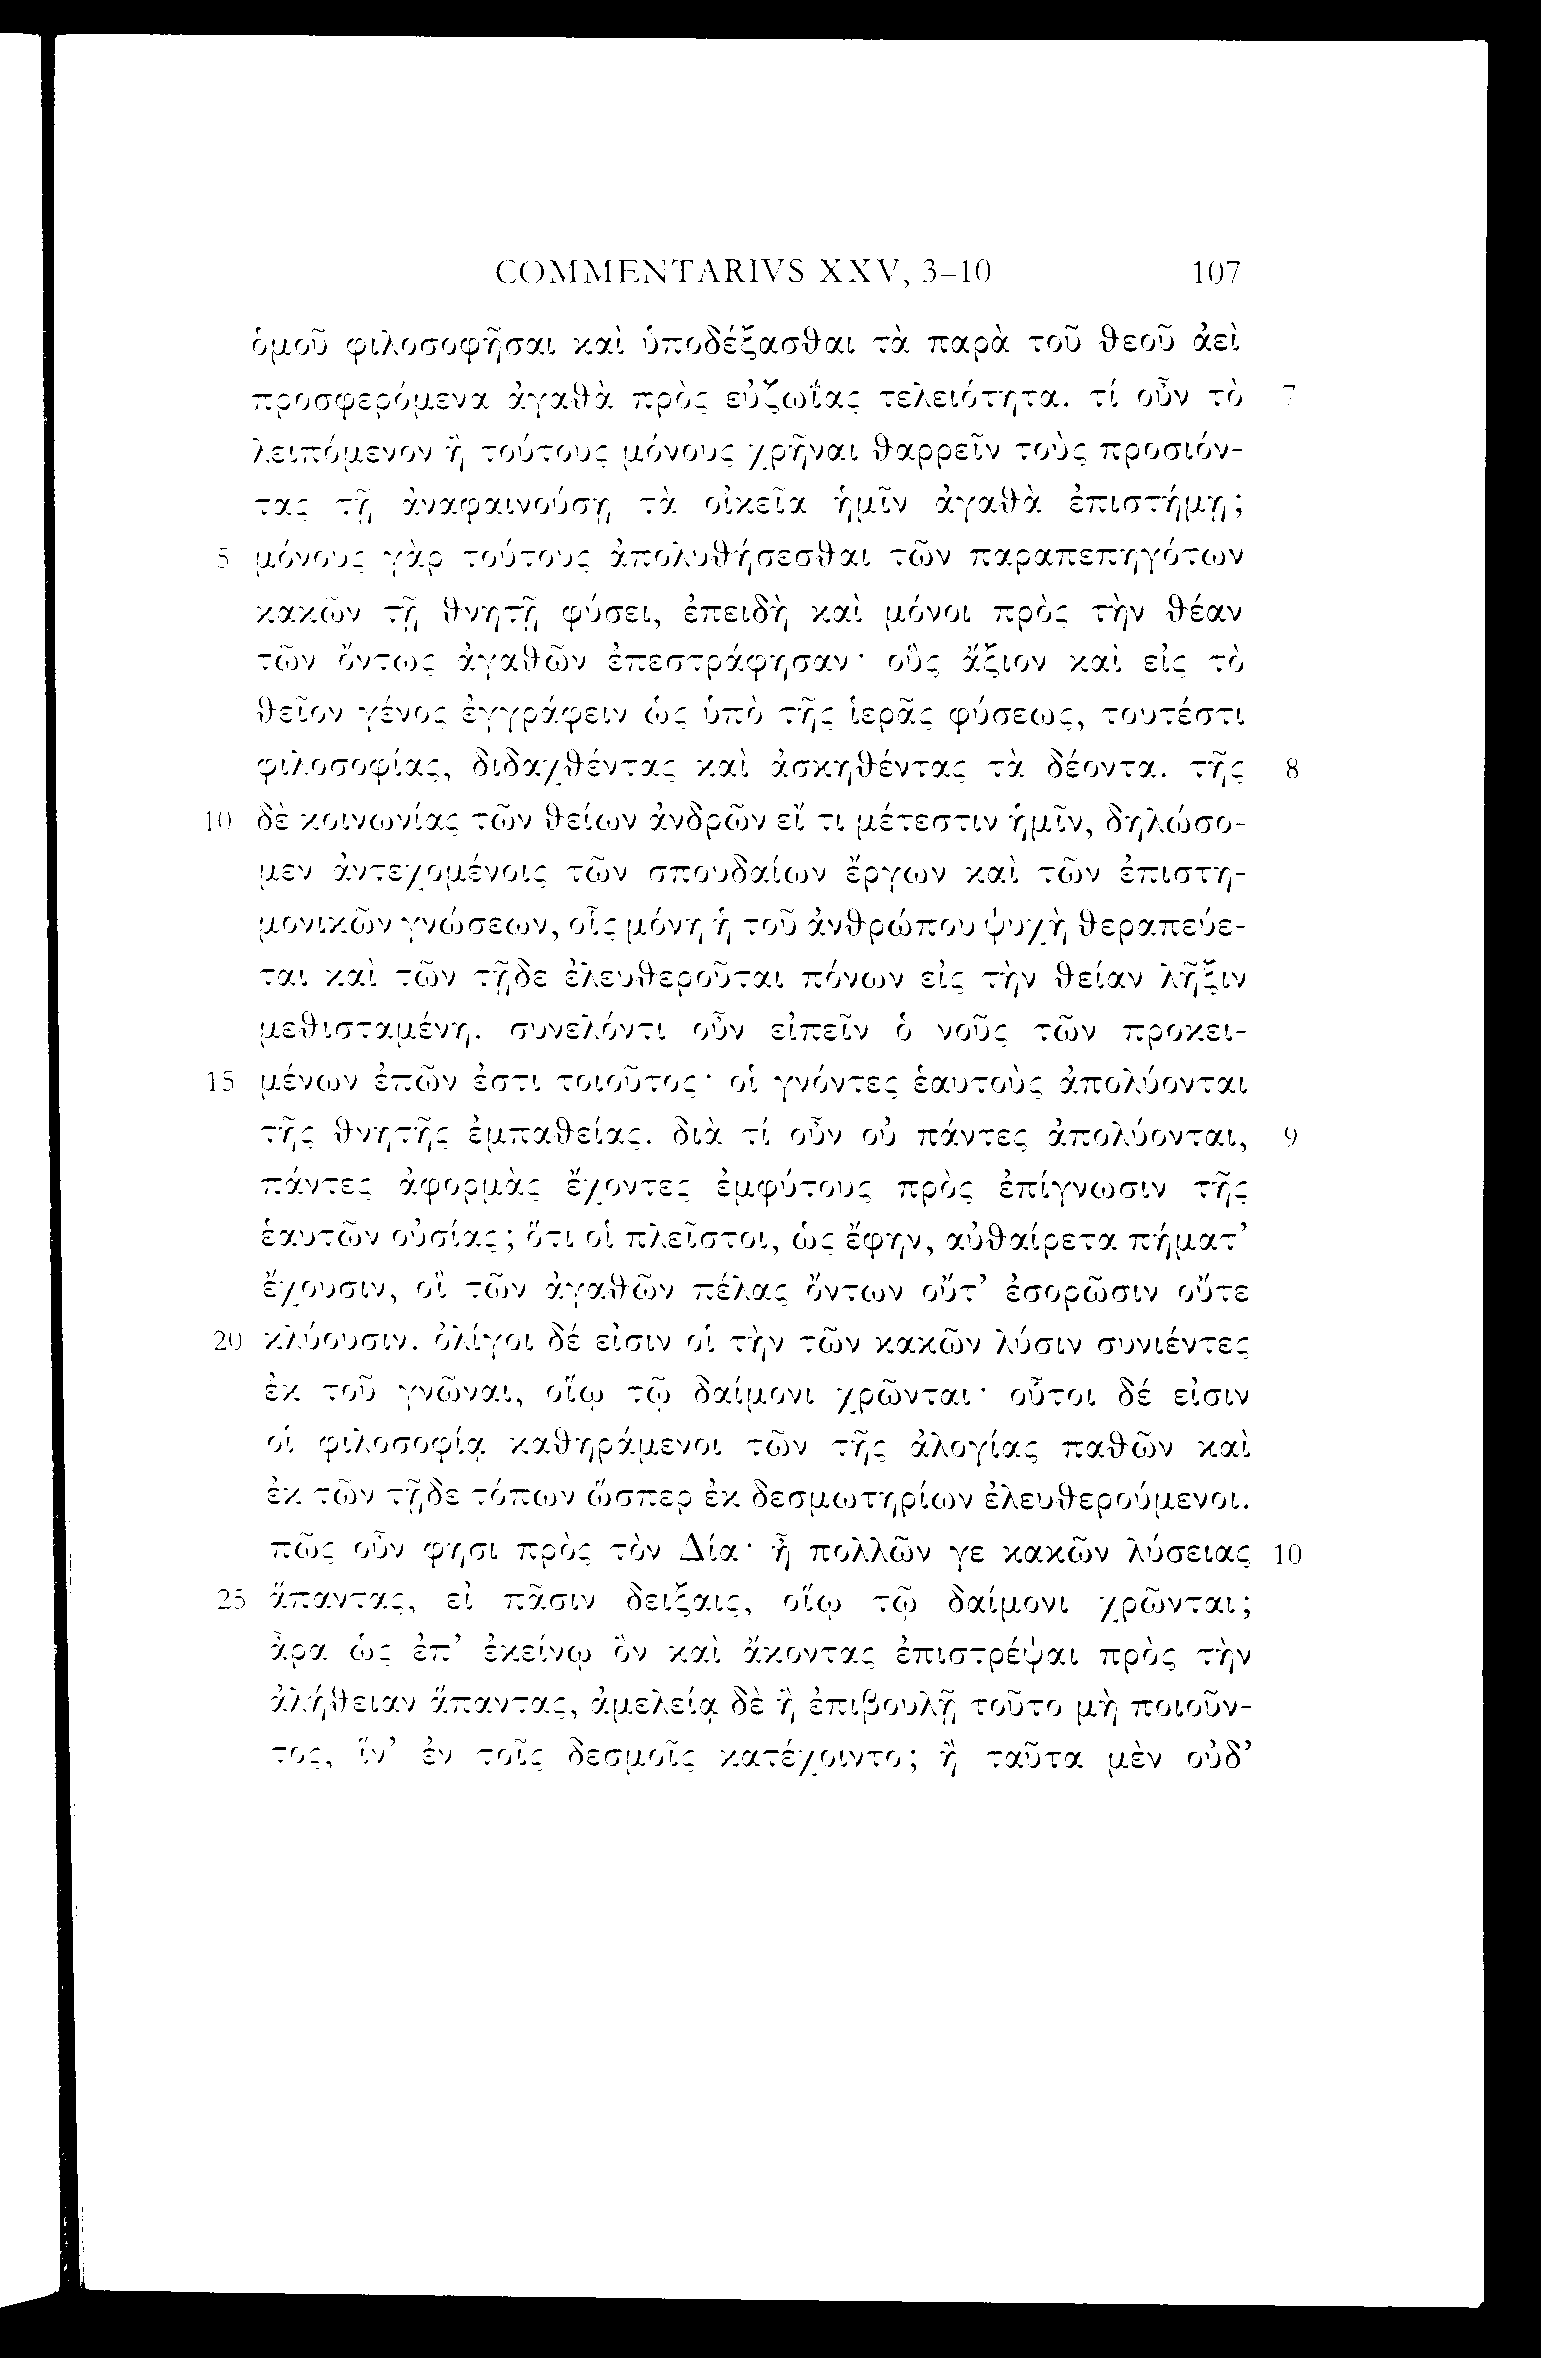 COMMENTARIVS XXV, 3–10 107
ὁμοῦ φιλοσοφῆσαι καὶ ὑποδέξασθαι τὰ παρὰ τοῦ θεοῦ ἀεὶ
προσφερόμενα ἀγαθὰ πρὸς εὐζωΐας τελειότητα. τί οὖν τὸ 7
λειπόμενον ἢ τούτους μόνους χρῆναι θαρρεῖν τοὺς προσιόν-
τας τῇ ἀναφαινούσῃ τὰ οἰκεῖα ἡμῖν ἀγαθὰ ἐπιστήμῃ;
5 μόνους γὰρ τούτους ἀπολυθήσεσθαι τῶν παραπεπηγότων
κακῶν τῇ θνητῇ φύσει, ἐπειδὴ καὶ μόνοι πρὸς τὴν θέαν
τῶν ὄντως ἀγαθῶν ἐπεστράφησαν· οὓς ἄξιον καὶ εἰς τὸ
θεῖον γένος ἐγγράφειν ὡς ὑπὸ τῆς ἱερᾶς φύσεως, τουτέστι
φιλοσοφίας, διδαχθέντας καὶ ἀσκηθέντας τὰ δέοντα. τῆς 8
10 δὲ κοινωνίας τῶν θείων ἀνδρῶν εἴ τι μέτεστιν ἡμῖν, δηλώσο-
μεν ἀντεχομένοις τῶν σπουδαίων ἔργων καὶ τῶν ἐπιστη-
μονικῶν γνώσεων, οἷς μόνη ἡ τοῦ ἀνθρώπου ψυχὴ θεραπεύε-
ται καὶ τῶν τῇδε ἐλευθεροῦται πόνων εἰς τὴν θείαν λῆξιν
μεθισταμένη. συνελόντι οὖν εἰπεῖν ὁ νοῦς τῶν προκει-
15 μένων ἐπῶν ἐστι τοιοῦτος· οἱ γνόντες ἑαυτοὺς ἀπολύονται
τῆς θνητῆς ἐμπαθείας. διὰ τί οὖν οὐ πάντες ἀπολύονται, 9
πάντες ἀφορμὰς ἔχοντες ἐμφύτους πρὸς ἐπίγνωσιν τῆς
ἑαυτῶν οὐσίας; ὅτι οἱ πλεῖστοι, ὡς ἔφην, αὐθαίρετα πήματ’
ἔχουσιν, οἳ τῶν ἀγαθῶν πέλας ὄντων οὔτ’ ἐσορῶσιν οὔτε
20 κλύουσιν. ὀλίγοι δέ εἰσιν οἱ τὴν τῶν κακῶν λύσιν συνιέντες
ἐκ τοῦ γνῶναι, οἵῳ τῷ δαίμονι χρῶνται· οὗτοι δέ εἰσιν
οἱ φιλοσοφίᾳ καθηράμενοι τῶν τῆς ἀλογίας παθῶν καὶ
ἐκ τῶν τῇδε τόπων ὥσπερ ἐκ δεσμωτηρίων ἐλευθερούμενοι.
πῶς οὖν φησι πρὸς τὸν Δία· ἦ πολλῶν γε κακῶν λύσειας 10
25 ἅπαντας, εἰ πᾶσιν δείξαις, οἵῳ τῷ δαίμονι χρῶνται;
ἆρα ὡς ἐπ’ ἐκείνῳ ὂν καὶ ἄκοντας ἐπιστρέψαι πρὸς τὴν
ἀλήθειαν ἅπαντας, ἀμελείᾳ δὲ ἢ ἐπιβουλῇ τοῦτο μὴ ποιοῦν-
τος, ἵν’ ἐν τοῖς δεσμοῖς κατέχοιντο; ἢ ταῦτα μὲν οὐδ’